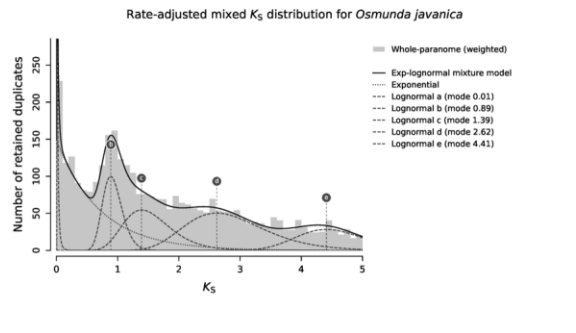 Rate-adjusted mixed KS distribution for Osmunda javanica
Number of retained duplicates
250
200
150
100
50
0
b
c
d
e
0 1 2 3 4 5
KS
Whole-paranome (weighted)
Exp-lognormal mixture model
Exponential
Lognormal a (mode 0.01)
Lognormal b (mode 0.89)
Lognormal c (mode 1.39)
Lognormal d (mode 2.62)
Lognormal e (mode 4.41)